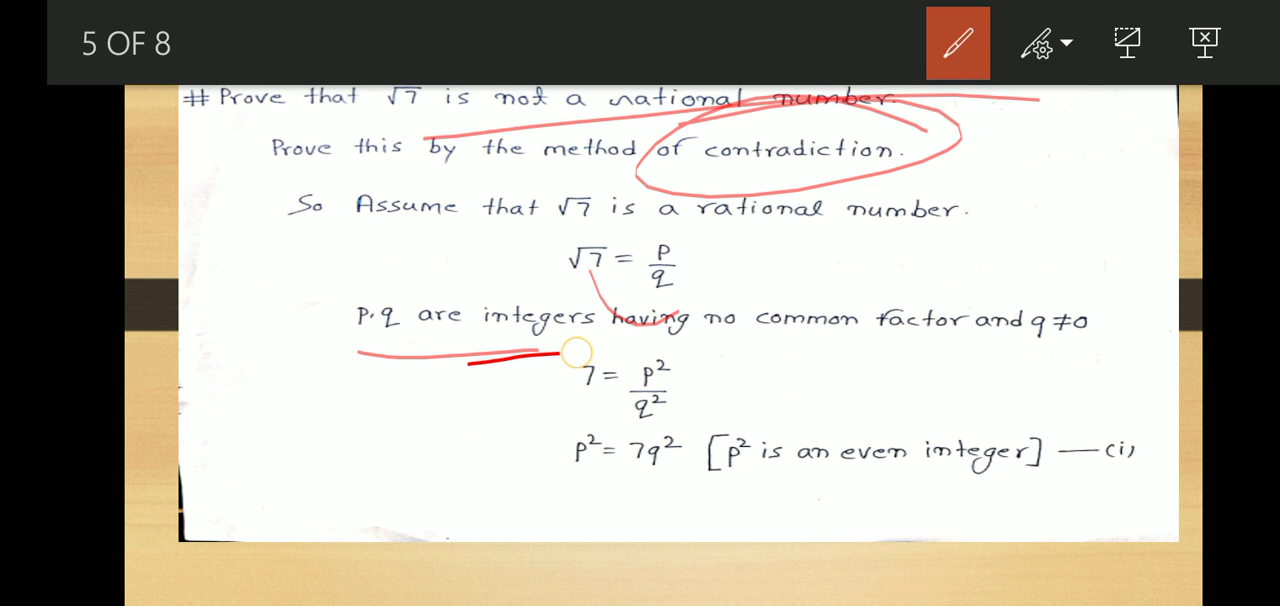 5 OF 8
# Prove that √7 is not a rational number.
Prove this by the method of contradiction.
So Assume that √7 is a rational number.
√7 = p/q
p.q are integers having no common factor and q≠0
7 = p²/q²
p² = 7q² [p² is an even integer] — (i)